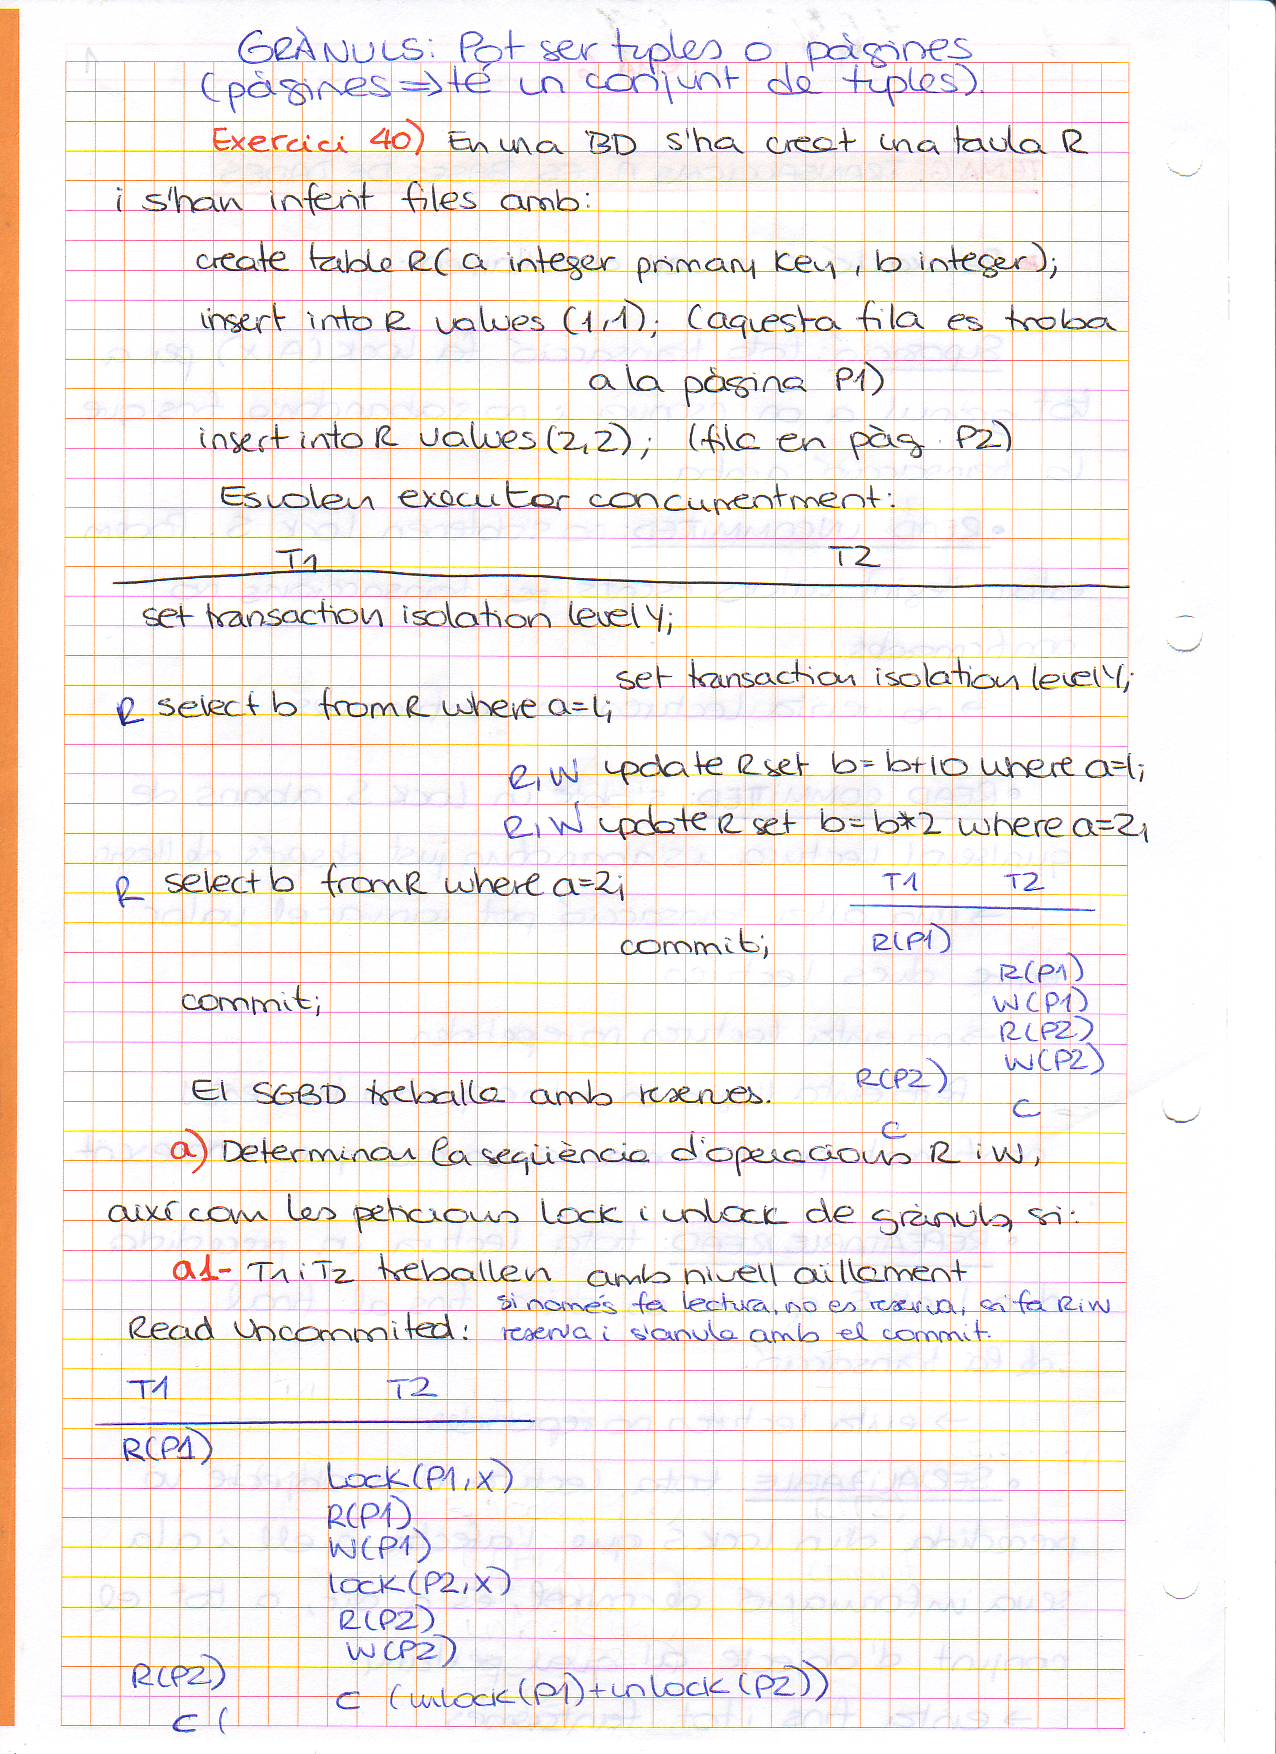 GRÀNULS: Pot ser tuples o pàgines
(pàgines => té un conjunt de tuples).
Exercici 40) En una BD s'ha creat una taula R
i s'han inferit files amb:
create table R( a integer primary key, b integer);
insert into R values (1,1); (aquesta fila es troba
a la pàgina P1)
insert into R values (2,2); (fila en pàg. P2)
Es volen executar concurrentment:
T1 T2
set transaction isolation level Y;
set transaction isolation level Y;
R select b from R where a=1;
R,W update R set b=b+10 where a=1;
R,W update R set b=b*2 where a=2;
R select b from R where a=2;
commit;
commit;
T1 T2
R(P1)
R(P1)
W(P1)
R(P2)
W(P2)
R(P2)
C
C
El SGBD treballa amb reserves.
a) Determinar la seqüència d'operacions R i W,
així com les peticions lock i unlock de grànuls, si:
a1- T1 i T2 treballen amb nivell aïllament
Read Uncommited: si només fa lectura, no es reserva, si fa R i W
reserva i s'anula amb el commit.
T1 T2
R(P1)
Lock(P1,X)
R(P1)
W(P1)
lock(P2,X)
R(P2)
W(P2)
R(P2)
C (unlock(P1)+unlock(P2))
C (